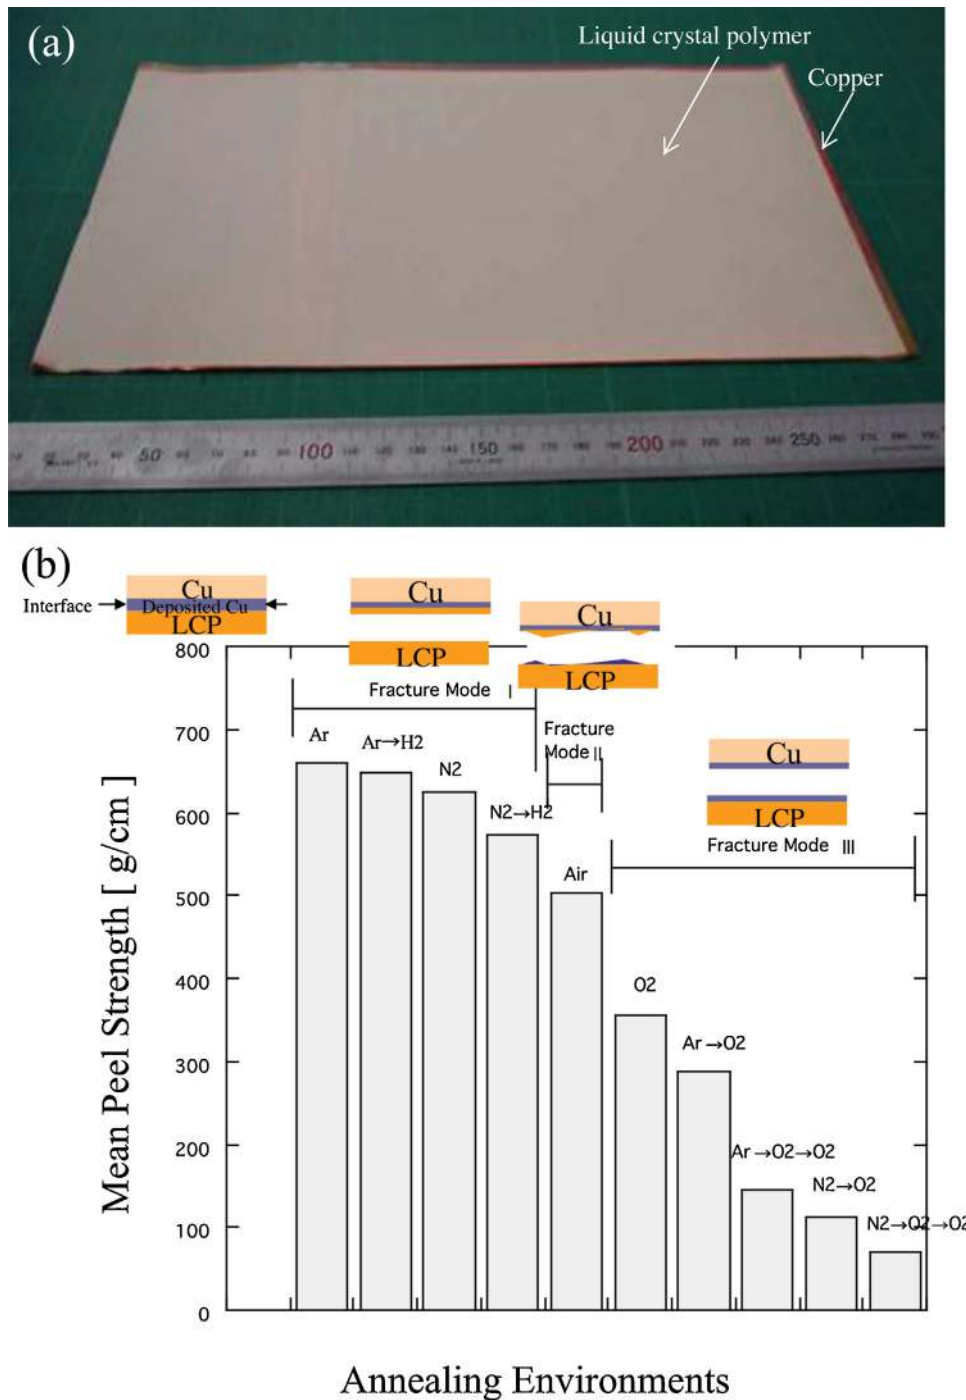 (a)
Liquid crystal polymer
Copper
50
100
150
200
250
(b)
Cu
Interface
Deposited Cu
LCP
Cu
LCP
Cu
LCP
Fracture Mode I
Fracture
Mode II
Cu
LCP
Fracture Mode III
Ar
Ar→H2
N2
N2→H2
Air
O2
Ar→O2
Ar→O2→O2
N2→O2
N2→O2→O2
800
700
600
500
400
300
200
100
0
Mean Peel Strength [ g/cm ]
Annealing Environments